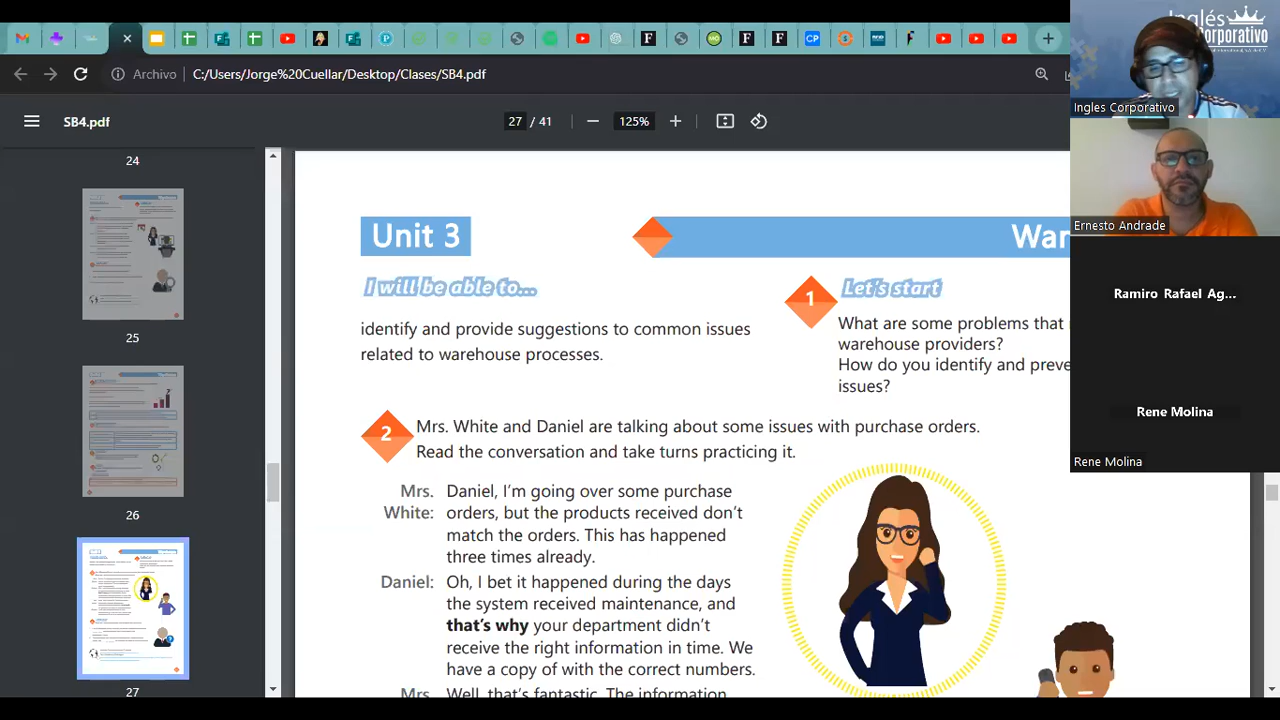 Archivo
C:/Users/Jorge%20Cuellar/Desktop/Clases/SB4.pdf
SB4.pdf
27 / 41
125%
24
25
26
27
Unit 3
I will be able to...
identify and provide suggestions to common issues
related to warehouse processes.
1
Let's start
What are some problems that
warehouse providers?
How do you identify and
issues?
2
Mrs. White and Daniel are talking about some issues with purchase orders.
Read the conversation and take turns practicing it.
Mrs. White: Daniel, I'm going over some purchase
orders, but the products received don't
match the orders. This has happened
three times already.
Daniel: Oh, I bet it happened during the days
the system received maintenance, and
that's why your department didn't
receive the right information in time. We
have a copy of with the correct numbers.
Mrs. Well, that's fantastic. The information
Inglés
Corporativo
Ingles Corporativo
Ernesto Andrade
Ramiro Rafael Ag...
Rene Molina
Rene Molina